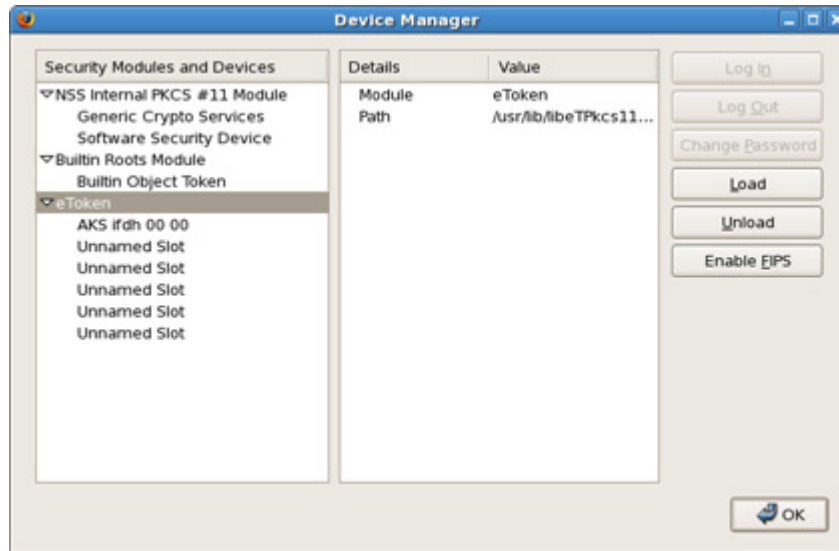 Device Manager
Security Modules and Devices
NSS Internal PKCS #11 Module
Generic Crypto Services
Software Security Device
Builtin Roots Module
Builtin Object Token
eToken
AKS ifdh 00 00
Unnamed Slot
Unnamed Slot
Unnamed Slot
Unnamed Slot
Unnamed Slot
Details Value
Module eToken
Path /usr/lib/libeTPkcs11...
Log In
Log Out
Change Password
Load
Unload
Enable FIPS
OK